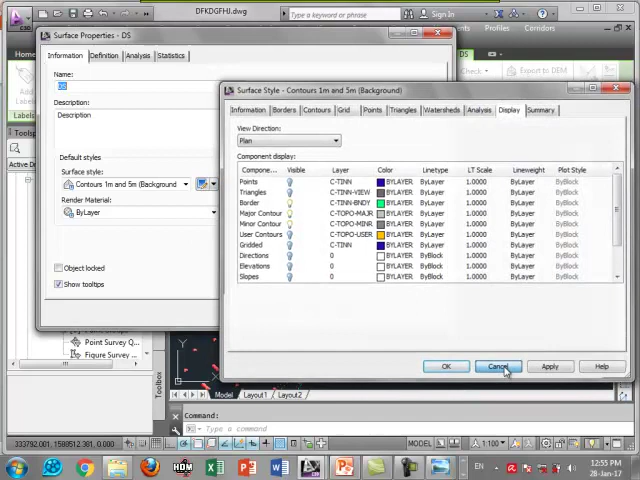 DFKDGFHJ.dwg
Type a keyword or phrase
Sign In
C3D
Profiles
Corridors
Surface Properties - DS
DS
Information Definition Analysis Statistics
Check
Export to DEM
Add
Labels
Name:
DS
Description:
Description
Default styles
Surface style:
Contours 1m and 5m (Background
Render Material:
ByLayer
Object locked
Show tooltips
Surface Style - Contours 1m and 5m (Background)
Information Borders Contours Grid Points Triangles Watersheds Analysis Display Summary
View Direction:
Plan
Component display:
Compone... Visible Layer Color Linetype LT Scale Lineweight Plot Style
Points C-TINN BYLAYER ByLayer 1.0000 ByLayer ByBlock
Triangles C-TINN-VIEW BYLAYER ByLayer 1.0000 ByLayer ByBlock
Border C-TINN-BNDY BYLAYER ByLayer 1.0000 ByLayer ByBlock
Major Contour C-TOPO-MAJR BYLAYER ByLayer 1.0000 ByLayer ByBlock
Minor Contour C-TOPO-MINR BYLAYER ByLayer 1.0000 ByLayer ByBlock
User Contours C-TOPO-USER BYLAYER ByLayer 1.0000 ByLayer ByBlock
Gridded C-TINN BYLAYER ByLayer 1.0000 ByLayer ByBlock
Directions 0 BYLAYER ByBlock 1.0000 ByLayer ByBlock
Elevations 0 BYLAYER ByBlock 1.0000 ByLayer ByBlock
Slopes 0 BYLAYER ByBlock 1.0000 ByLayer ByBlock
OK Cancel Apply Help
Toolsp
Active Dr
Point Survey Q...
Figure Survey ...
Toolbox
Y
X
Model Layout1 Layout2
Command:
Type a command
333792.001, 1588512.381, 0.000
MODEL
1:100
HDM
EN
12:55 PM
28-Jan-17